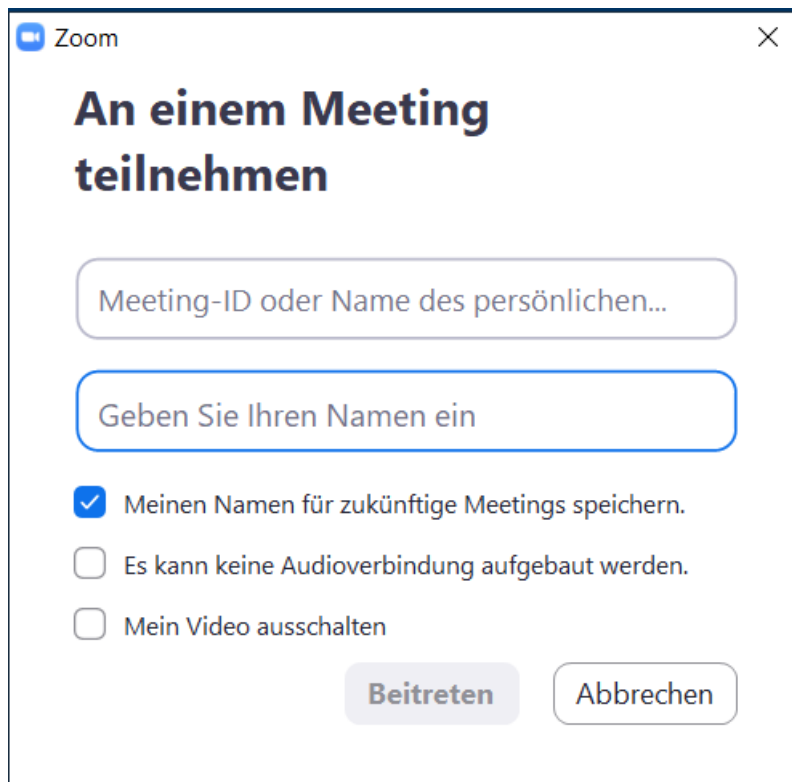 Zoom
An einem Meeting
teilnehmen
Meeting-ID oder Name des persönlichen...
Geben Sie Ihren Namen ein
Meinen Namen für zukünftige Meetings speichern.
Es kann keine Audioverbindung aufgebaut werden.
Mein Video ausschalten
Beitreten Abbrechen